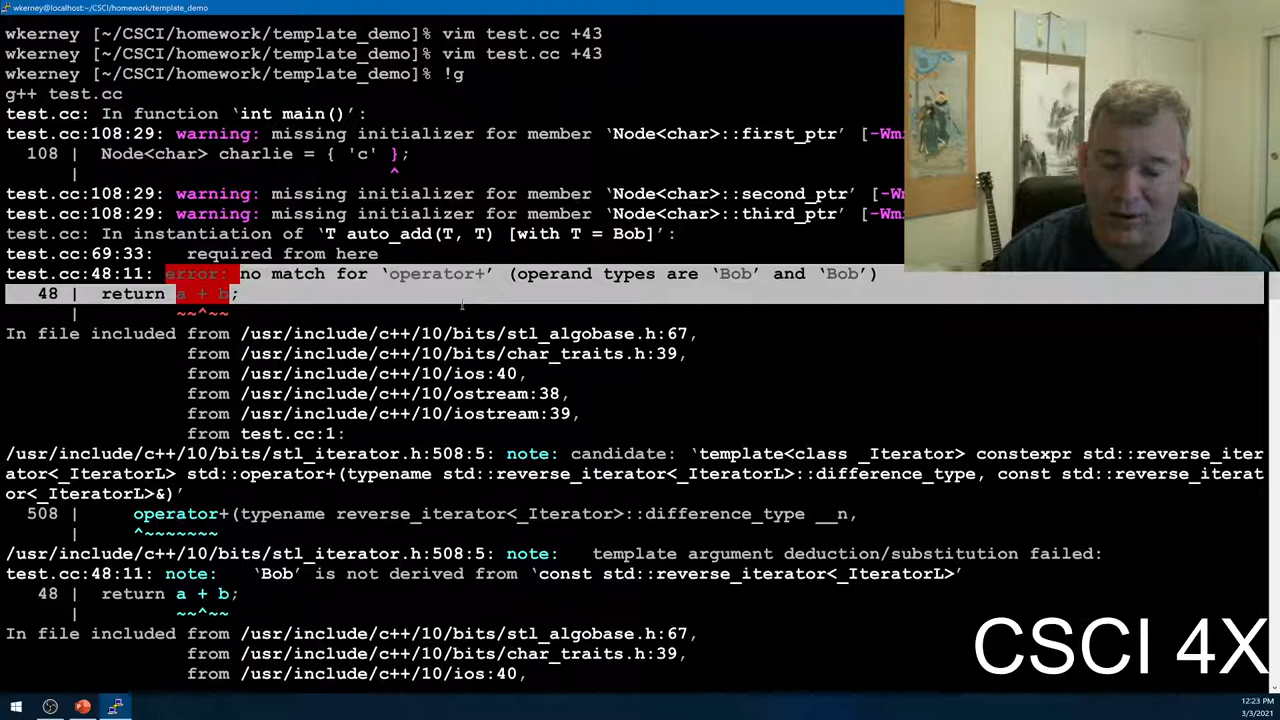 wkerney@localhost:~/CSCI/homework/template_demo
wkerney [~/CSCI/homework/template_demo]% vim test.cc +43
wkerney [~/CSCI/homework/template_demo]% vim test.cc +43
wkerney [~/CSCI/homework/template_demo]% !g
g++ test.cc
test.cc: In function ‘int main()’:
test.cc:108:29: warning: missing initializer for member ‘Node<char>::first_ptr’ [-Wmi
  108 |   Node<char> charlie = { 'c' };
      |                              ^
test.cc:108:29: warning: missing initializer for member ‘Node<char>::second_ptr’ [-W
test.cc:108:29: warning: missing initializer for member ‘Node<char>::third_ptr’ [-Wm
test.cc: In instantiation of ‘T auto_add(T, T) [with T = Bob]’:
test.cc:69:33:   required from here
test.cc:48:11: error: no match for ‘operator+’ (operand types are ‘Bob’ and ‘Bob’)
   48 |  return a + b;
      |         ~~^~~
In file included from /usr/include/c++/10/bits/stl_algobase.h:67,
                 from /usr/include/c++/10/bits/char_traits.h:39,
                 from /usr/include/c++/10/ios:40,
                 from /usr/include/c++/10/ostream:38,
                 from /usr/include/c++/10/iostream:39,
                 from test.cc:1:
/usr/include/c++/10/bits/stl_iterator.h:508:5: note: candidate: ‘template<class _Iterator> constexpr std::reverse_iter
ator<_IteratorL> std::operator+(typename std::reverse_iterator<_IteratorL>::difference_type, const std::reverse_iterat
or<_IteratorL>&)’
  508 |     operator+(typename reverse_iterator<_Iterator>::difference_type __n,
      |     ^~~~~~~~
/usr/include/c++/10/bits/stl_iterator.h:508:5: note:   template argument deduction/substitution failed:
test.cc:48:11: note:   ‘Bob’ is not derived from ‘const std::reverse_iterator<_IteratorL>’
   48 |  return a + b;
      |         ~~^~~
In file included from /usr/include/c++/10/bits/stl_algobase.h:67,
                 from /usr/include/c++/10/bits/char_traits.h:39,
                 from /usr/include/c++/10/ios:40,
CSCI 4X
12:23 PM
3/3/2021